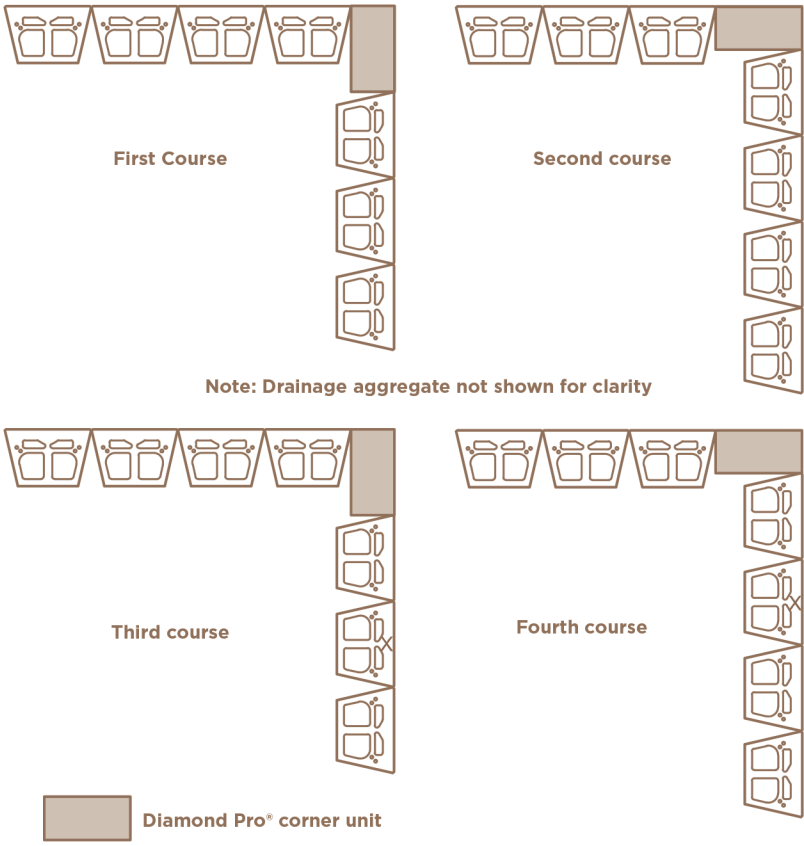 First Course
Second course
Note: Drainage aggregate not shown for clarity
Third course
Fourth course
Diamond Pro® corner unit